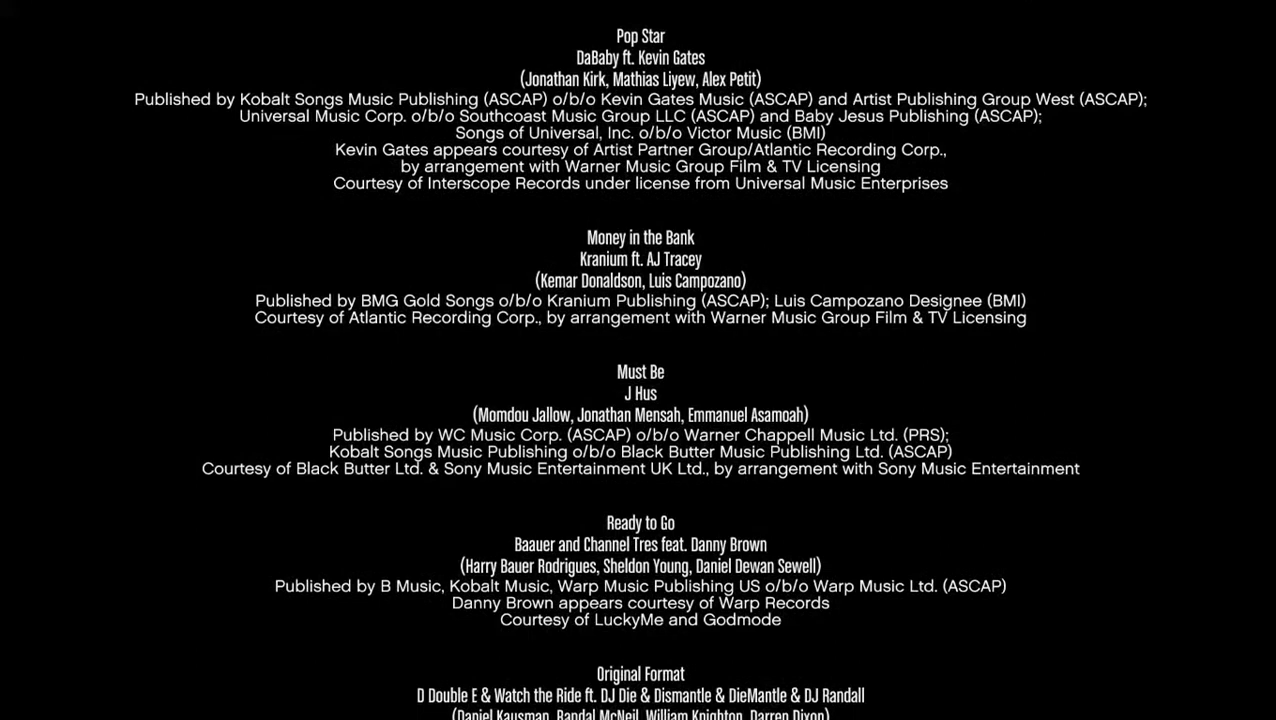 Pop Star
DaBaby ft. Kevin Gates
(Jonathan Kirk, Mathias Liyew, Alex Petit)
Published by Kobalt Songs Music Publishing (ASCAP) o/b/o Kevin Gates Music (ASCAP) and Artist Publishing Group West (ASCAP);
Universal Music Corp. o/b/o Southcoast Music Group LLC (ASCAP) and Baby Jesus Publishing (ASCAP);
Songs of Universal, Inc. o/b/o Victor Music (BMI)
Kevin Gates appears courtesy of Artist Partner Group/Atlantic Recording Corp.,
by arrangement with Warner Music Group Film & TV Licensing
Courtesy of Interscope Records under license from Universal Music Enterprises
Money in the Bank
Kranium ft. AJ Tracey
(Kemar Donaldson, Luis Campozano)
Published by BMG Gold Songs o/b/o Kranium Publishing (ASCAP); Luis Campozano Designee (BMI)
Courtesy of Atlantic Recording Corp., by arrangement with Warner Music Group Film & TV Licensing
Must Be
J Hus
(Momdou Jallow, Jonathan Mensah, Emmanuel Asamoah)
Published by WC Music Corp. (ASCAP) o/b/o Warner Chappell Music Ltd. (PRS);
Kobalt Songs Music Publishing o/b/o Black Butter Music Publishing Ltd. (ASCAP)
Courtesy of Black Butter Ltd. & Sony Music Entertainment UK Ltd., by arrangement with Sony Music Entertainment
Ready to Go
Baauer and Channel Tres feat. Danny Brown
(Harry Bauer Rodrigues, Sheldon Young, Daniel Dewan Sewell)
Published by B Music, Kobalt Music, Warp Music Publishing US o/b/o Warp Music Ltd. (ASCAP)
Danny Brown appears courtesy of Warp Records
Courtesy of LuckyMe and Godmode
Original Format
D Double E & Watch the Ride ft. DJ Die & Dismantle & DieMantle & DJ Randall
(Daniel Kausman, Randal McNeil, William Knighton, Darren Dixon)